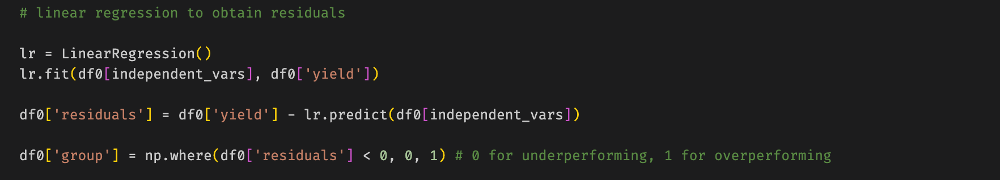 # linear regression to obtain residuals
lr = LinearRegression()
lr.fit(df0[independent_vars], df0['yield'])
df0['residuals'] = df0['yield'] - lr.predict(df0[independent_vars])
df0['group'] = np.where(df0['residuals'] < 0, 0, 1) # 0 for underperforming, 1 for overperforming